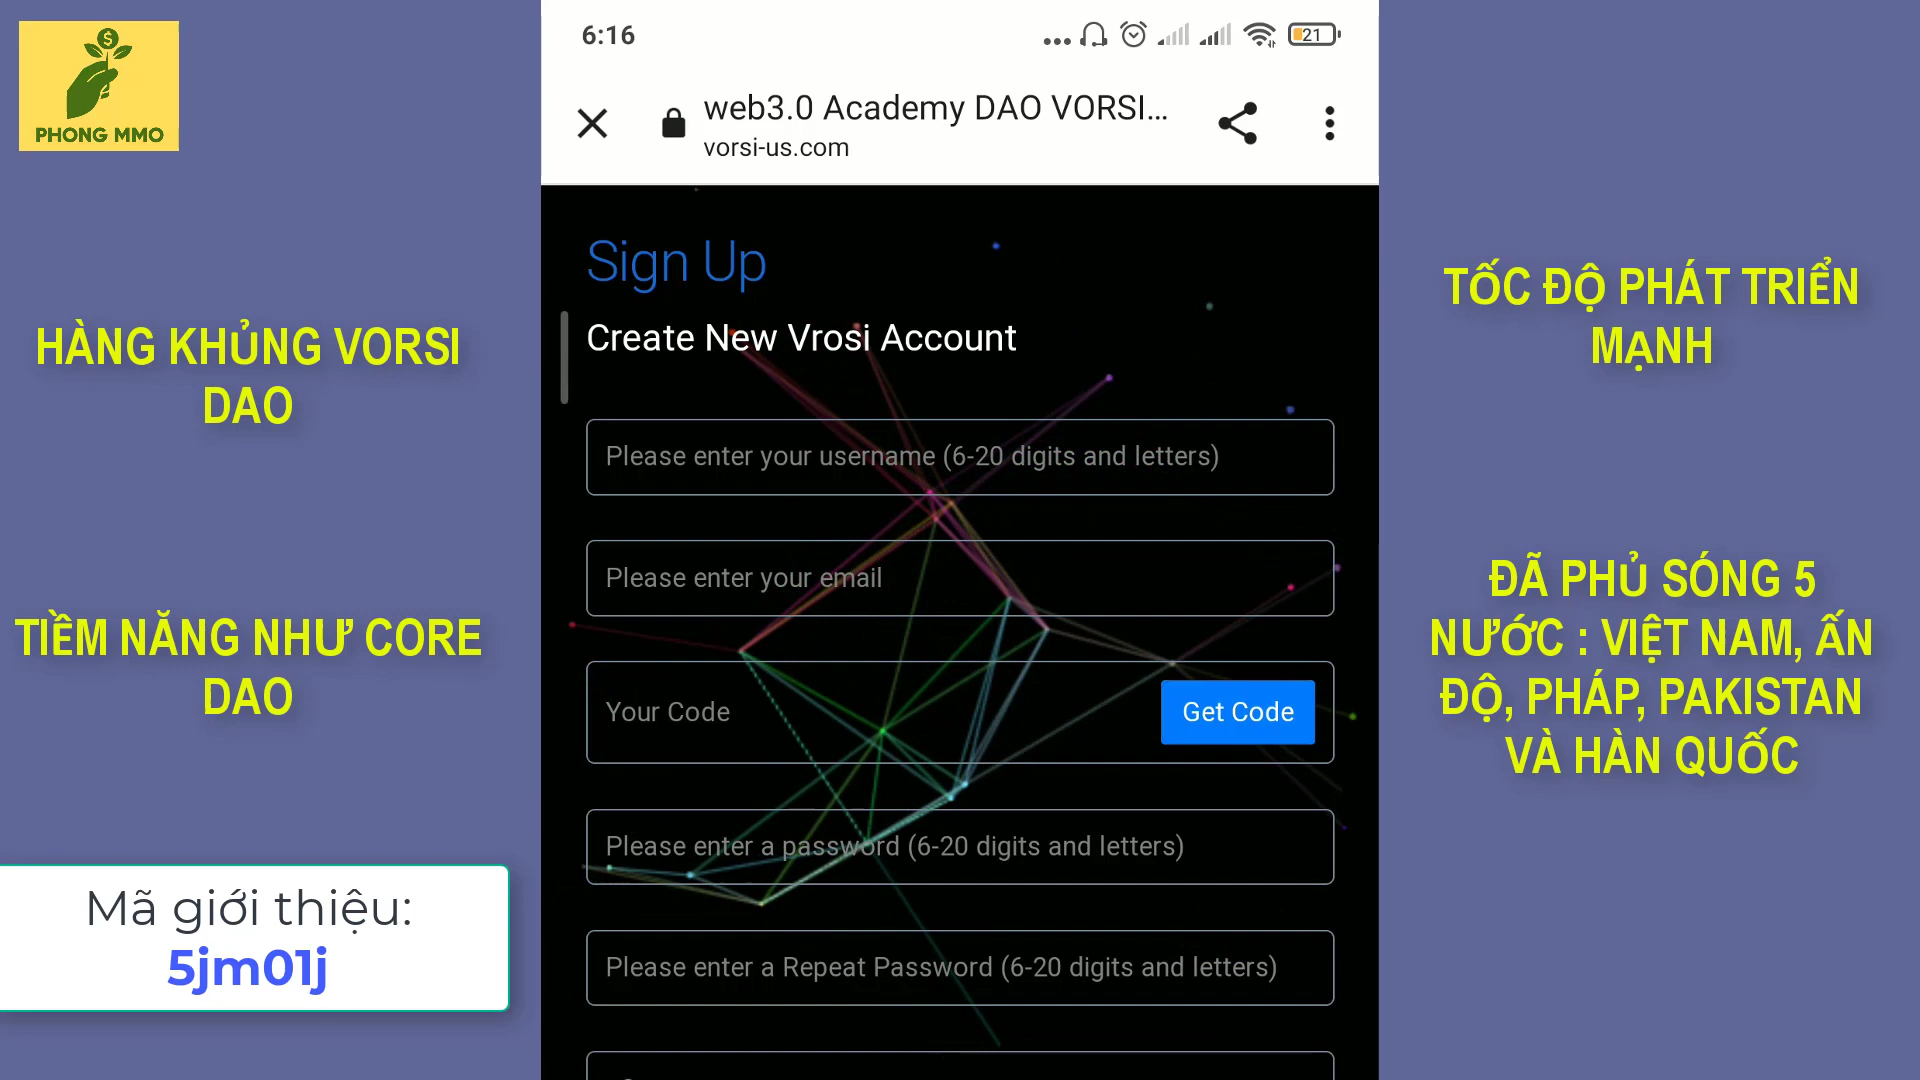 PHONG MMO
HÀNG KHỦNG VORSI
DAO
TIỀM NĂNG NHƯ CORE
DAO
Mã giới thiệu:
5jm01j
6:16
21
web3.0 Academy DAO VORSI...
vorsi-us.com
Sign Up
Create New Vrosi Account
Please enter your username (6-20 digits and letters)
Please enter your email
Your Code
Get Code
Please enter a password (6-20 digits and letters)
Please enter a Repeat Password (6-20 digits and letters)
TỐC ĐỘ PHÁT TRIỂN
MẠNH
ĐÃ PHỦ SÓNG 5
NƯỚC : VIỆT NAM, ẤN
ĐỘ, PHÁP, PAKISTAN
VÀ HÀN QUỐC